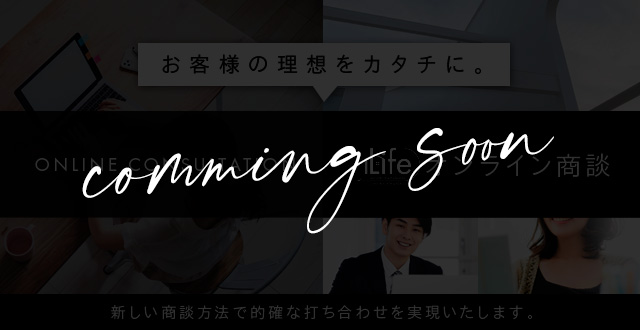 お客様の理想をカタチに。
ONLINE CONSULTATION
Life オンライン商談
comming soon
新しい商談方法で的確な打ち合わせを実現いたします。